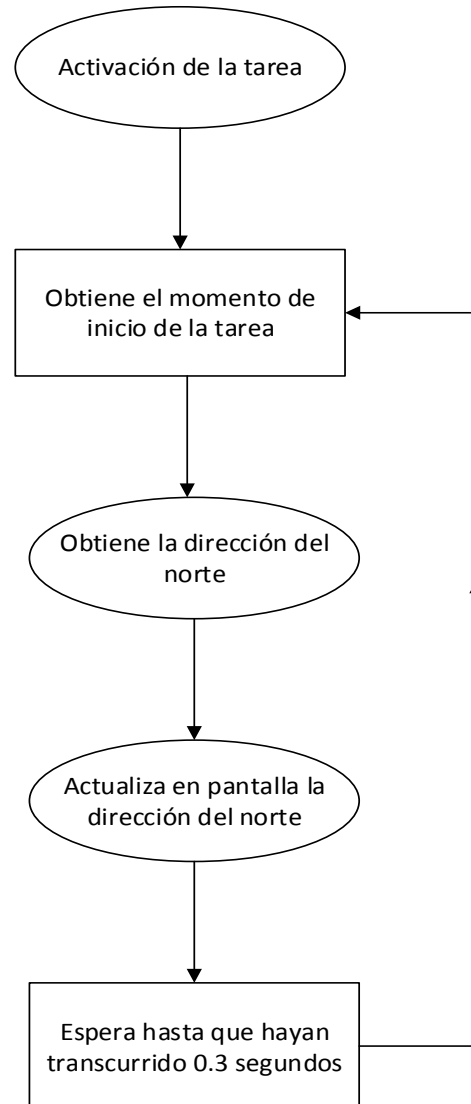 Activación de la tarea
Obtiene el momento de
inicio de la tarea
Obtiene la dirección del
norte
Actualiza en pantalla la
dirección del norte
Espera hasta que hayan
transcurrido 0.3 segundos